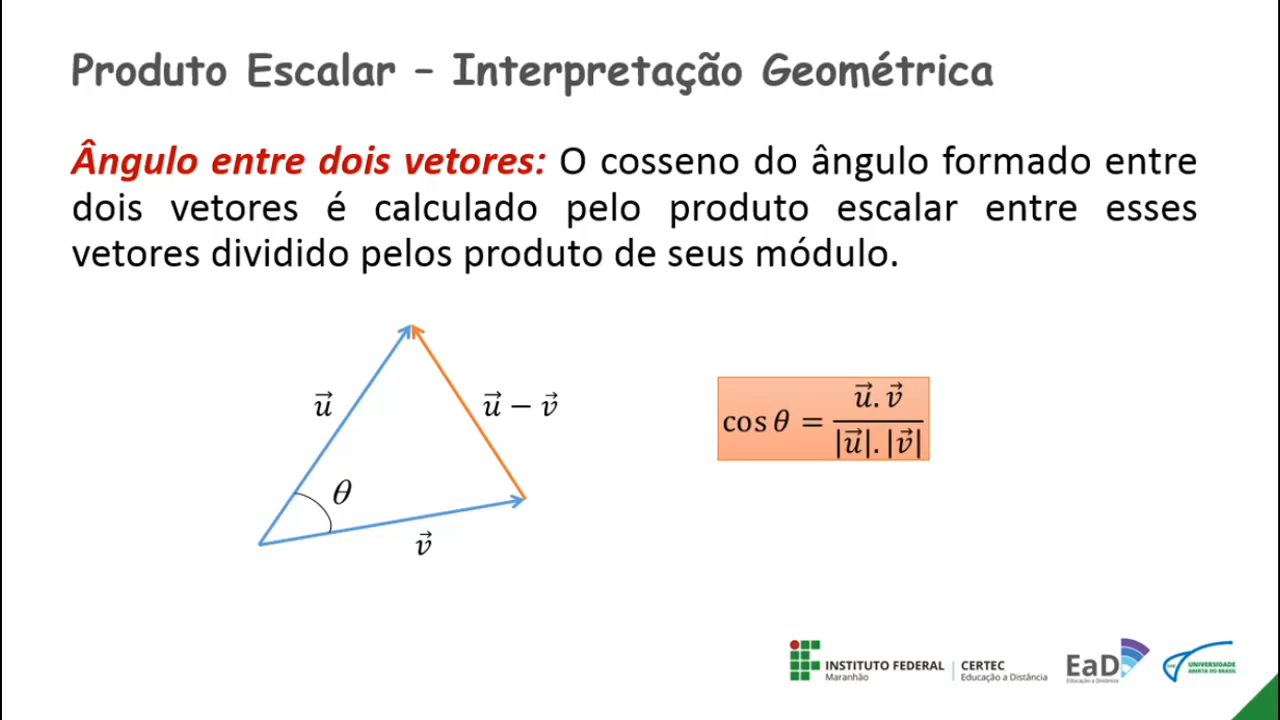 Produto Escalar – Interpretação Geométrica
Ângulo entre dois vetores: O cosseno do ângulo formado entre
dois vetores é calculado pelo produto escalar entre esses
vetores dividido pelos produto de seus módulo.
u⃗
u⃗ − v⃗
θ
v⃗
cos θ = u⃗ . v⃗ / |u⃗| . |v⃗|
INSTITUTO FEDERAL
Maranhão
CERTEC
Educação a Distância
EaD
Educação a Distância
UNIVERSIDADE
ABERTA DO BRASIL